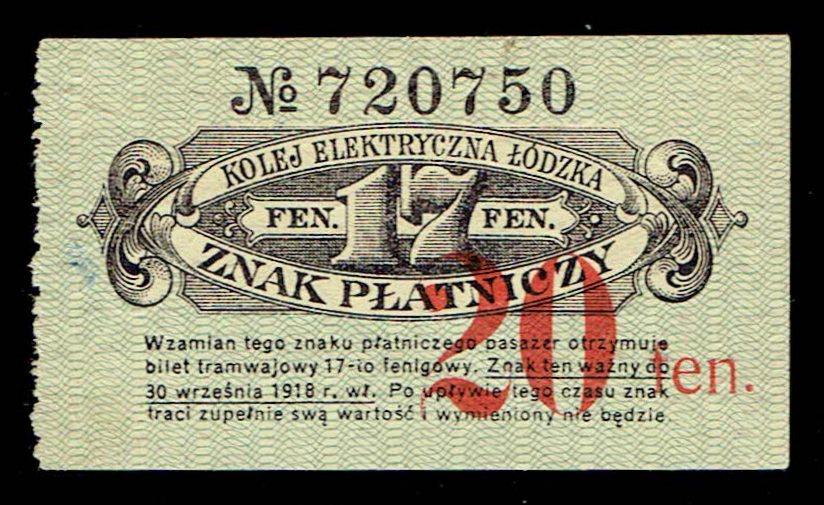 № 720750
KOLEJ ELEKTRYCZNA ŁÓDZKA
FEN. 17 FEN.
ZNAK PŁATNICZY
20 fen.
Wzamian tego znaku płatniczego pasażer otrzymuje
bilet tramwajowy 17-io fenigowy. Znak ten ważny do
30 września 1918 r. wł. Po upływie tego czasu znak
traci zupełnie swą wartość i wymieniony nie będzie.